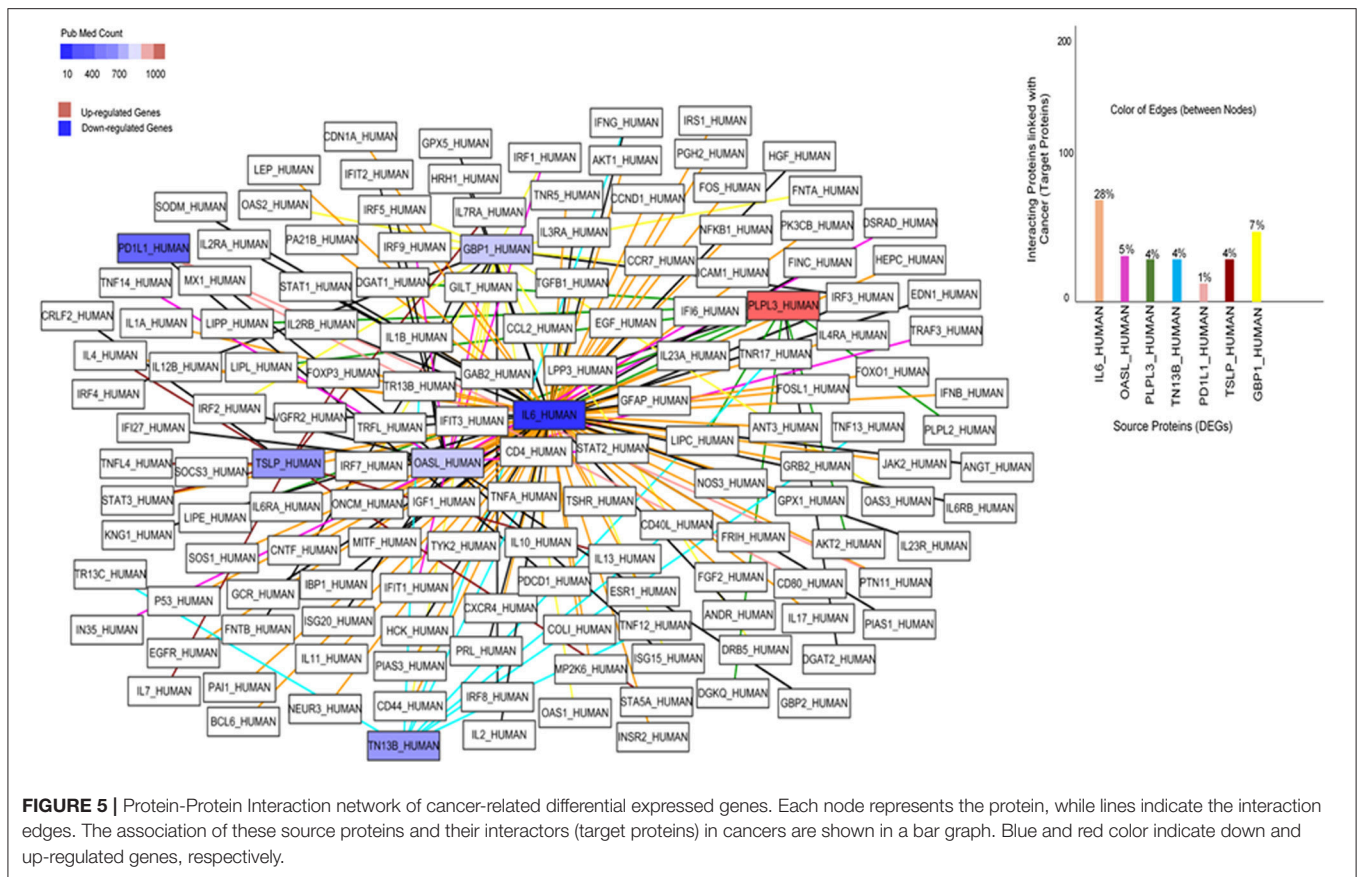 Pub Med Count
10 400 700 1000
Up-regulated Genes
Down-regulated Genes
CDN1A_HUMAN
GPX5_HUMAN
IFNG_HUMAN
IRS1_HUMAN
LEP_HUMAN
IFIT2_HUMAN
HRH1_HUMAN
IRF1_HUMAN
AKT1_HUMAN
PGH2_HUMAN
HGF_HUMAN
SODM_HUMAN
OAS2_HUMAN
IRF5_HUMAN
IL7RA_HUMAN
TNR5_HUMAN
CCND1_HUMAN
FOS_HUMAN
FNTA_HUMAN
PD1L1_HUMAN
IL2RA_HUMAN
PA21B_HUMAN
IRF9_HUMAN
GBP1_HUMAN
IL3RA_HUMAN
NFKB1_HUMAN
PK3CB_HUMAN
DSRAD_HUMAN
TNF14_HUMAN
MX1_HUMAN
STAT1_HUMAN
DGAT1_HUMAN
GILT_HUMAN
TGFB1_HUMAN
CCR7_HUMAN
ICAM1_HUMAN
FINC_HUMAN
HEPC_HUMAN
CRLF2_HUMAN
IL1A_HUMAN
LIPP_HUMAN
IL2RB_HUMAN
IL1B_HUMAN
CCL2_HUMAN
EGF_HUMAN
IFI6_HUMAN
PLPL3_HUMAN
IRF3_HUMAN
EDN1_HUMAN
IL4_HUMAN
IL12B_HUMAN
LIPL_HUMAN
FOXP3_HUMAN
TR13B_HUMAN
GAB2_HUMAN
LPP3_HUMAN
IL23A_HUMAN
TNR17_HUMAN
IL4RA_HUMAN
TRAF3_HUMAN
IRF4_HUMAN
IRF2_HUMAN
VGFR2_HUMAN
TRFL_HUMAN
IFIT3_HUMAN
IL6_HUMAN
GFAP_HUMAN
FOSL1_HUMAN
FOXO1_HUMAN
IFNB_HUMAN
IFI27_HUMAN
ANT3_HUMAN
TNF13_HUMAN
PLPL2_HUMAN
TNFL4_HUMAN
SOCS3_HUMAN
TSLP_HUMAN
IRF7_HUMAN
OASL_HUMAN
CD4_HUMAN
STAT2_HUMAN
LIPC_HUMAN
GRB2_HUMAN
JAK2_HUMAN
ANGT_HUMAN
STAT3_HUMAN
LIPE_HUMAN
IL6RA_HUMAN
ONCM_HUMAN
IGF1_HUMAN
TNFA_HUMAN
TSHR_HUMAN
NOS3_HUMAN
GPX1_HUMAN
OAS3_HUMAN
IL6RB_HUMAN
KNG1_HUMAN
SOS1_HUMAN
CNTF_HUMAN
MITF_HUMAN
TYK2_HUMAN
IL10_HUMAN
IL13_HUMAN
CD40L_HUMAN
FRIH_HUMAN
AKT2_HUMAN
IL23R_HUMAN
TR13C_HUMAN
P53_HUMAN
GCR_HUMAN
IBP1_HUMAN
IFIT1_HUMAN
PDCD1_HUMAN
ESR1_HUMAN
FGF2_HUMAN
CD80_HUMAN
PTN11_HUMAN
IN35_HUMAN
FNTB_HUMAN
ISG20_HUMAN
HCK_HUMAN
CXCR4_HUMAN
COLI_HUMAN
TNF12_HUMAN
ANDR_HUMAN
IL17_HUMAN
PIAS1_HUMAN
EGFR_HUMAN
IL11_HUMAN
PIAS3_HUMAN
PRL_HUMAN
MP2K6_HUMAN
ISG15_HUMAN
DRB5_HUMAN
DGAT2_HUMAN
IL7_HUMAN
PAI1_HUMAN
NEUR3_HUMAN
CD44_HUMAN
IRF8_HUMAN
OAS1_HUMAN
STA5A_HUMAN
DGKQ_HUMAN
GBP2_HUMAN
BCL6_HUMAN
TN13B_HUMAN
IL2_HUMAN
INSR2_HUMAN
Interacting Proteins linked with
Cancer (Target Proteins)
200
100
0
Color of Edges (between Nodes)
28%
5%
4%
4%
1%
4%
7%
IL6_HUMAN
OASL_HUMAN
PLPL3_HUMAN
TN13B_HUMAN
PD1L1_HUMAN
TSLP_HUMAN
GBP1_HUMAN
Source Proteins (DEGs)
FIGURE 5 | Protein-Protein Interaction network of cancer-related differential expressed genes. Each node represents the protein, while lines indicate the interaction
edges. The association of these source proteins and their interactors (target proteins) in cancers are shown in a bar graph. Blue and red color indicate down and
up-regulated genes, respectively.